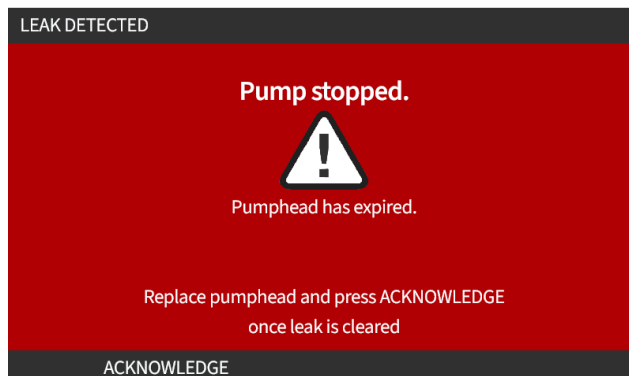 LEAK DETECTED
Pump stopped.
!
Pumphead has expired.
Replace pumphead and press ACKNOWLEDGE
once leak is cleared
ACKNOWLEDGE